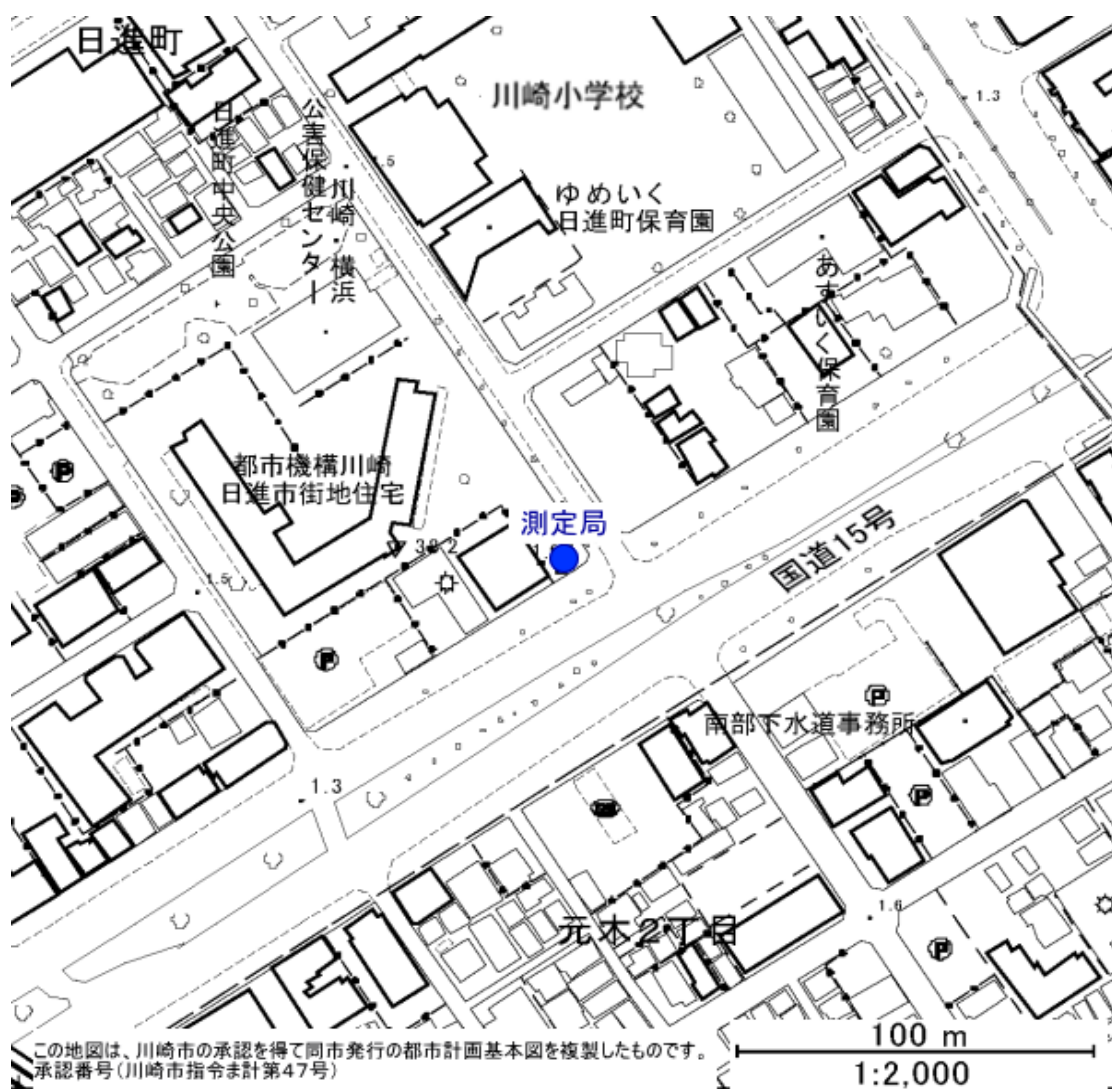 日進町
川崎小学校
1.3
日進町中央公園
公害保健センター
川崎・横浜
1.5
ゆめいく
日進町保育園
あすいく保育園
都市機構川崎
日進市街地住宅
P
測定局
国道15号
1.5
P
P
南部下水道事務所
1.3
P
元木2丁目
1.6
P
この地図は、川崎市の承認を得て同市発行の都市計画基本図を複製したものです。
承認番号(川崎市指令ま計第47号)
100 m
1:2,000